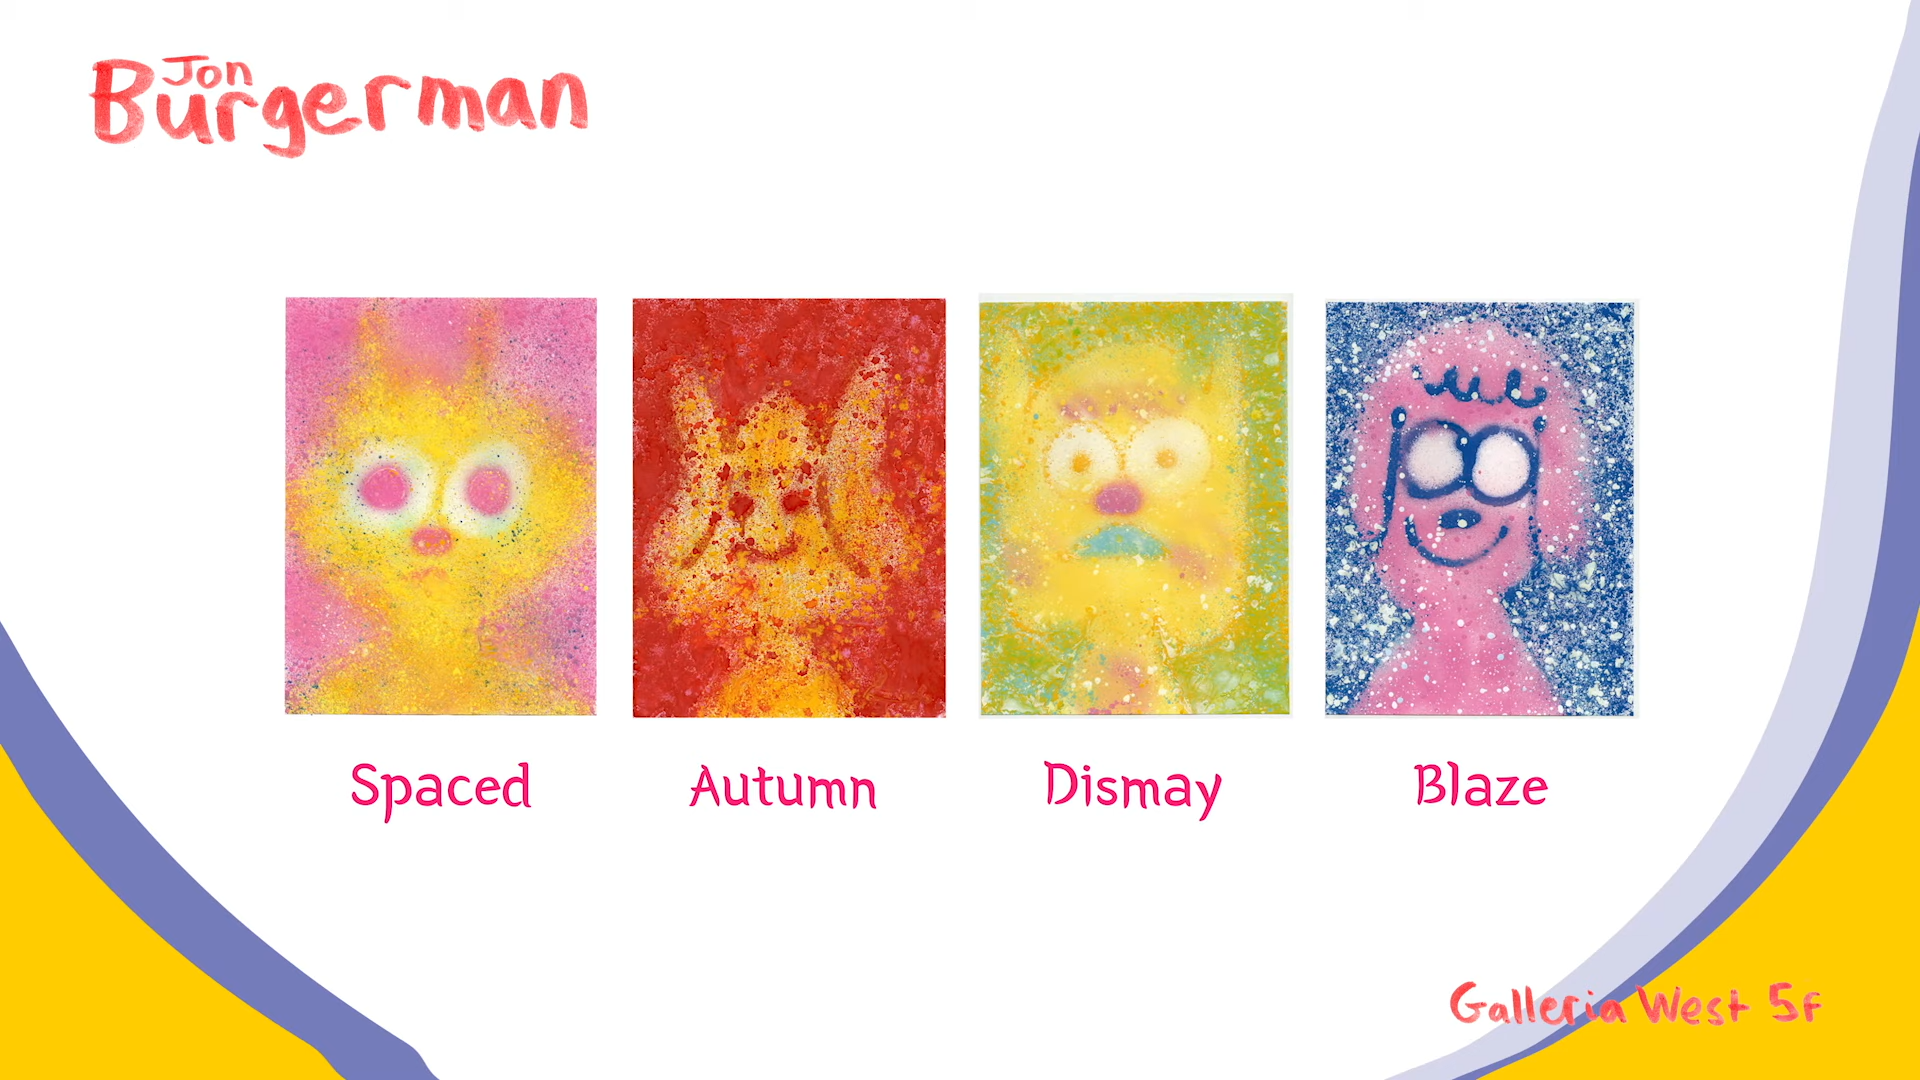 Jon
Burgerman
Spaced
Autumn
Dismay
Blaze
Galleria West 5f